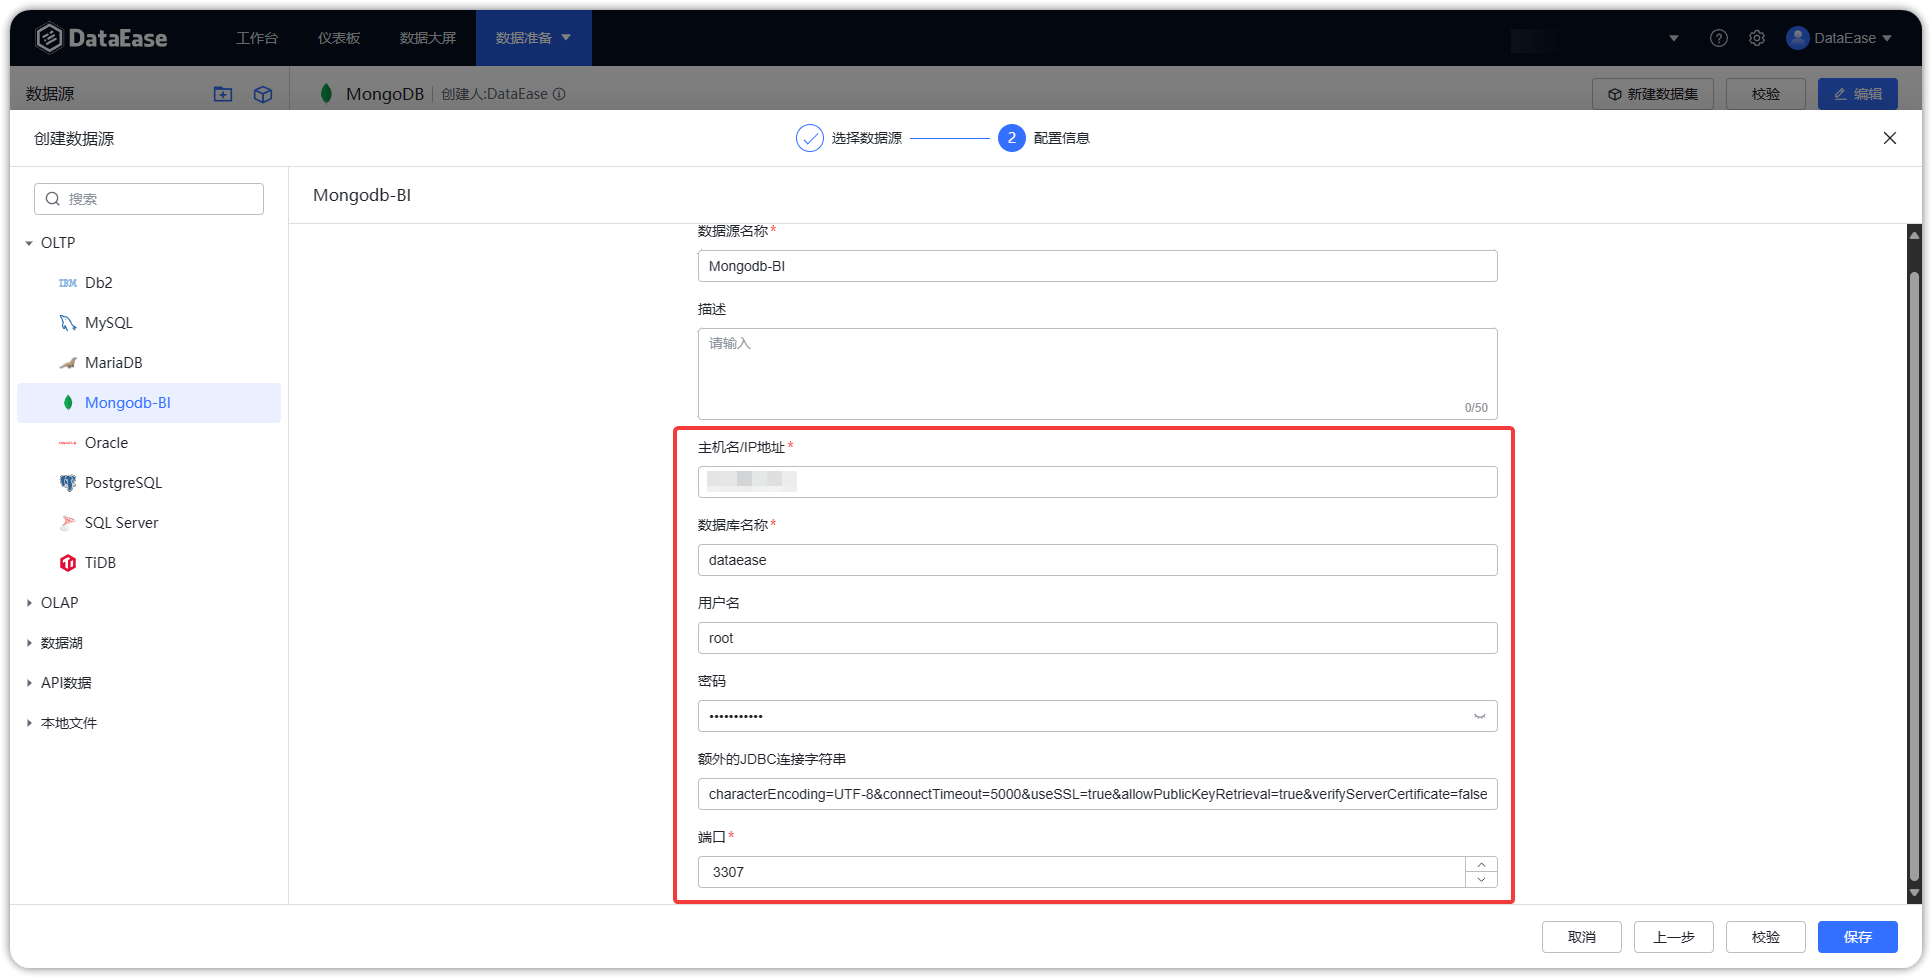 DataEase 工作台 仪表板 数据大屏 数据准备 DataEase
数据源 MongoDB 创建人:DataEase 新建数据集 校验 编辑
创建数据源 选择数据源 2 配置信息
搜索
OLTP
IBM Db2
MySQL
MariaDB
Mongodb-BI
ORACLE Oracle
PostgreSQL
SQL Server
TiDB
OLAP
数据湖
API数据
本地文件
Mongodb-BI
数据源名称*
Mongodb-BI
描述
请输入
0/50
主机名/IP地址*
数据库名称*
dataease
用户名
root
密码
•••••••••••
额外的JDBC连接字符串
characterEncoding=UTF-8&connectTimeout=5000&useSSL=true&allowPublicKeyRetrieval=true&verifyServerCertificate=false
端口*
3307
取消 上一步 校验 保存